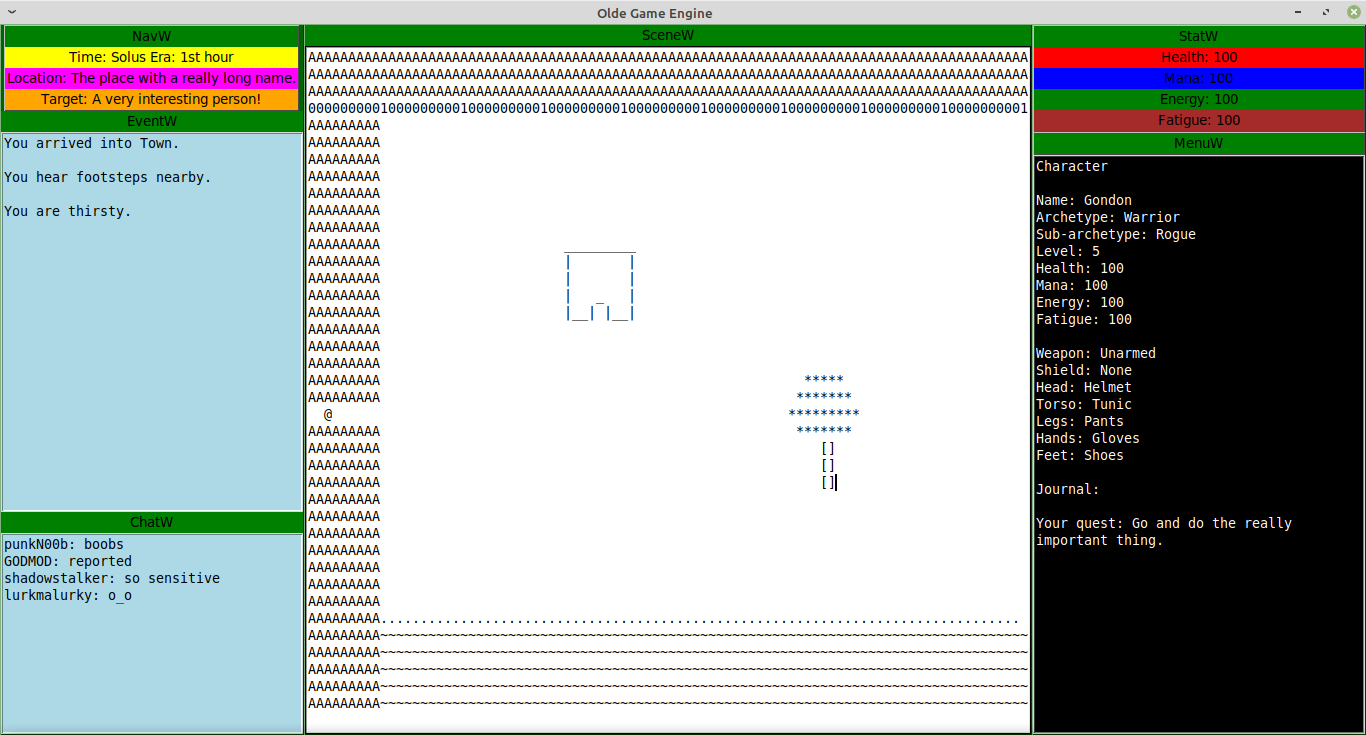 Olde Game Engine
NavW
Time: Solus Era: 1st hour
Location: The place with a really long name.
Target: A very interesting person!
EventW
You arrived into Town.
You hear footsteps nearby.
You are thirsty.
ChatW
punkN00b: boobs
GODMOD: reported
shadowstalker: so sensitive
lurkmalurky: o_o
SceneW
AAAAAAAAAAAAAAAAAAAAAAAAAAAAAAAAAAAAAAAAAAAAAAAAAAAAAAAAAAAAAAAAAAAAAAAAAAAAAAAAAAAAAAAAAA
AAAAAAAAAAAAAAAAAAAAAAAAAAAAAAAAAAAAAAAAAAAAAAAAAAAAAAAAAAAAAAAAAAAAAAAAAAAAAAAAAAAAAAAAAA
AAAAAAAAAAAAAAAAAAAAAAAAAAAAAAAAAAAAAAAAAAAAAAAAAAAAAAAAAAAAAAAAAAAAAAAAAAAAAAAAAAAAAAAAAA
000000000100000000010000000001000000000100000000010000000001000000000100000000010000000001
AAAAAAAAA
AAAAAAAAA
AAAAAAAAA
AAAAAAAAA
AAAAAAAAA
AAAAAAAAA
AAAAAAAAA
AAAAAAAAA                       _________
AAAAAAAAA                       |       |
AAAAAAAAA                       |       |
AAAAAAAAA                       |   _   |
AAAAAAAAA                       |__| |__|
AAAAAAAAA
AAAAAAAAA
AAAAAAAAA
AAAAAAAAA                                                     *****
AAAAAAAAA                                                    *******
  @                                                         *********
AAAAAAAAA                                                    *******
AAAAAAAAA                                                       []
AAAAAAAAA                                                       []
AAAAAAAAA                                                       []
AAAAAAAAA
AAAAAAAAA
AAAAAAAAA
AAAAAAAAA
AAAAAAAAA
AAAAAAAAA
AAAAAAAAA
AAAAAAAAA................................................................................
AAAAAAAAA~~~~~~~~~~~~~~~~~~~~~~~~~~~~~~~~~~~~~~~~~~~~~~~~~~~~~~~~~~~~~~~~~~~~~~~~~~~~~~~~~
AAAAAAAAA~~~~~~~~~~~~~~~~~~~~~~~~~~~~~~~~~~~~~~~~~~~~~~~~~~~~~~~~~~~~~~~~~~~~~~~~~~~~~~~~~
AAAAAAAAA~~~~~~~~~~~~~~~~~~~~~~~~~~~~~~~~~~~~~~~~~~~~~~~~~~~~~~~~~~~~~~~~~~~~~~~~~~~~~~~~~
AAAAAAAAA~~~~~~~~~~~~~~~~~~~~~~~~~~~~~~~~~~~~~~~~~~~~~~~~~~~~~~~~~~~~~~~~~~~~~~~~~~~~~~~~~
AAAAAAAAA~~~~~~~~~~~~~~~~~~~~~~~~~~~~~~~~~~~~~~~~~~~~~~~~~~~~~~~~~~~~~~~~~~~~~~~~~~~~~~~~~
StatW
Health: 100
Mana: 100
Energy: 100
Fatigue: 100
MenuW
Character
Name: Gondon
Archetype: Warrior
Sub-archetype: Rogue
Level: 5
Health: 100
Mana: 100
Energy: 100
Fatigue: 100
Weapon: Unarmed
Shield: None
Head: Helmet
Torso: Tunic
Legs: Pants
Hands: Gloves
Feet: Shoes
Journal:
Your quest: Go and do the really
important thing.